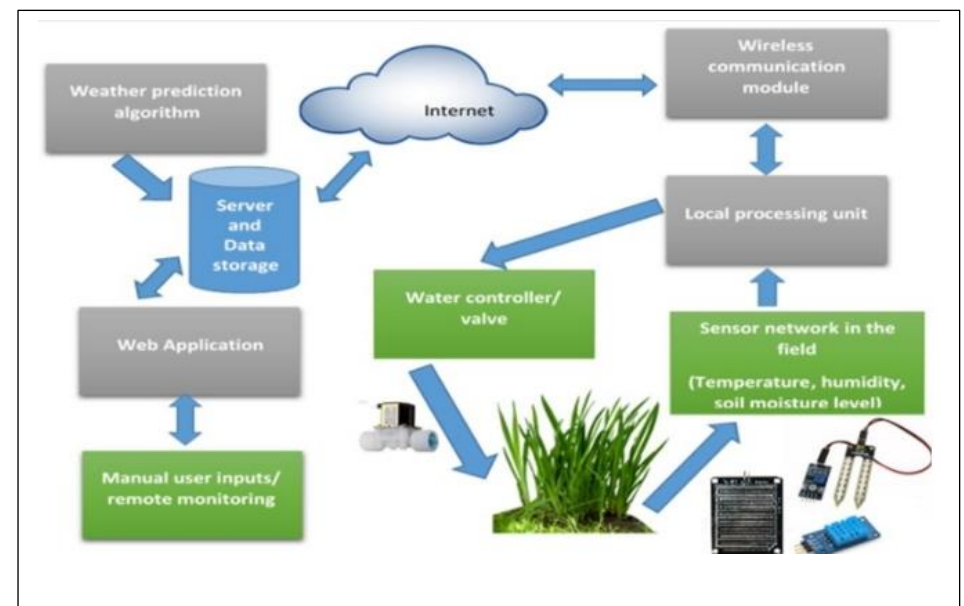 Weather prediction
algorithm
Internet
Wireless
communication
module
Server
and
Data
storage
Local processing unit
Water controller/
valve
Web Application
Sensor network in the
field
(Temperature, humidity,
soil moisture level)
Manual user inputs/
remote monitoring